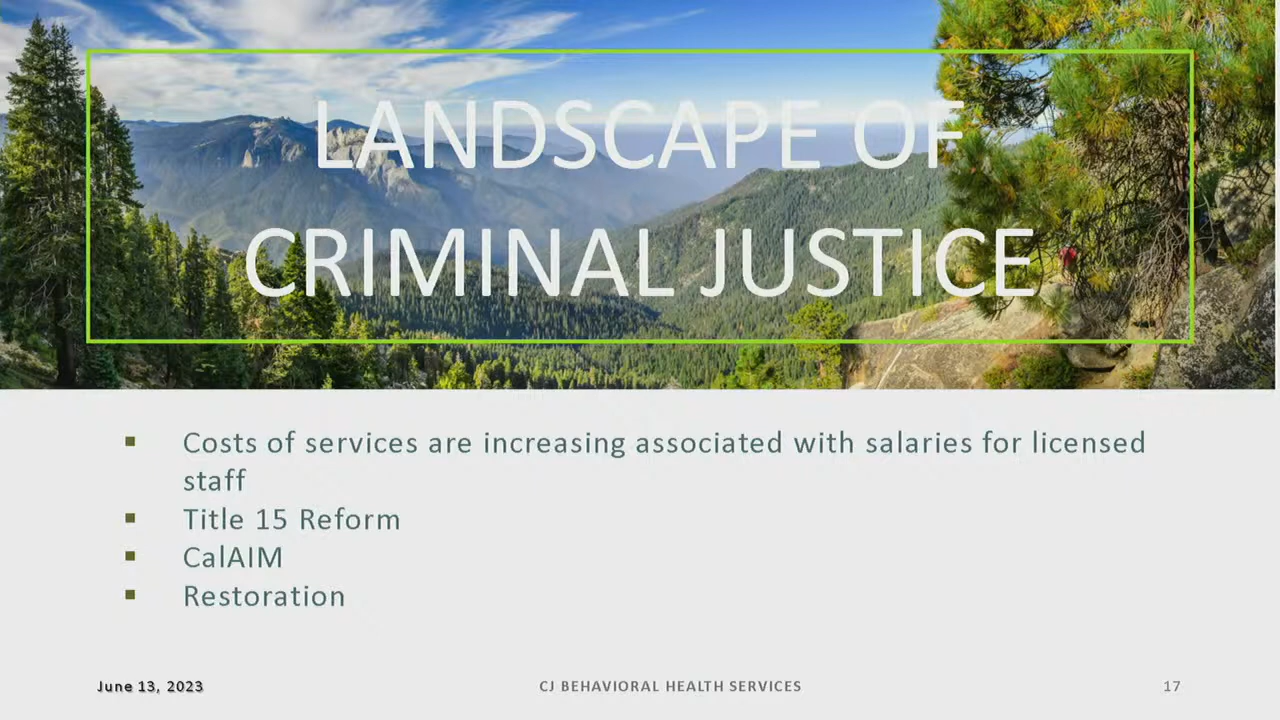 LANDSCAPE OF
CRIMINAL JUSTICE
▪ Costs of services are increasing associated with salaries for licensed
staff
▪ Title 15 Reform
▪ CalAIM
▪ Restoration
June 13, 2023
CJ BEHAVIORAL HEALTH SERVICES
17